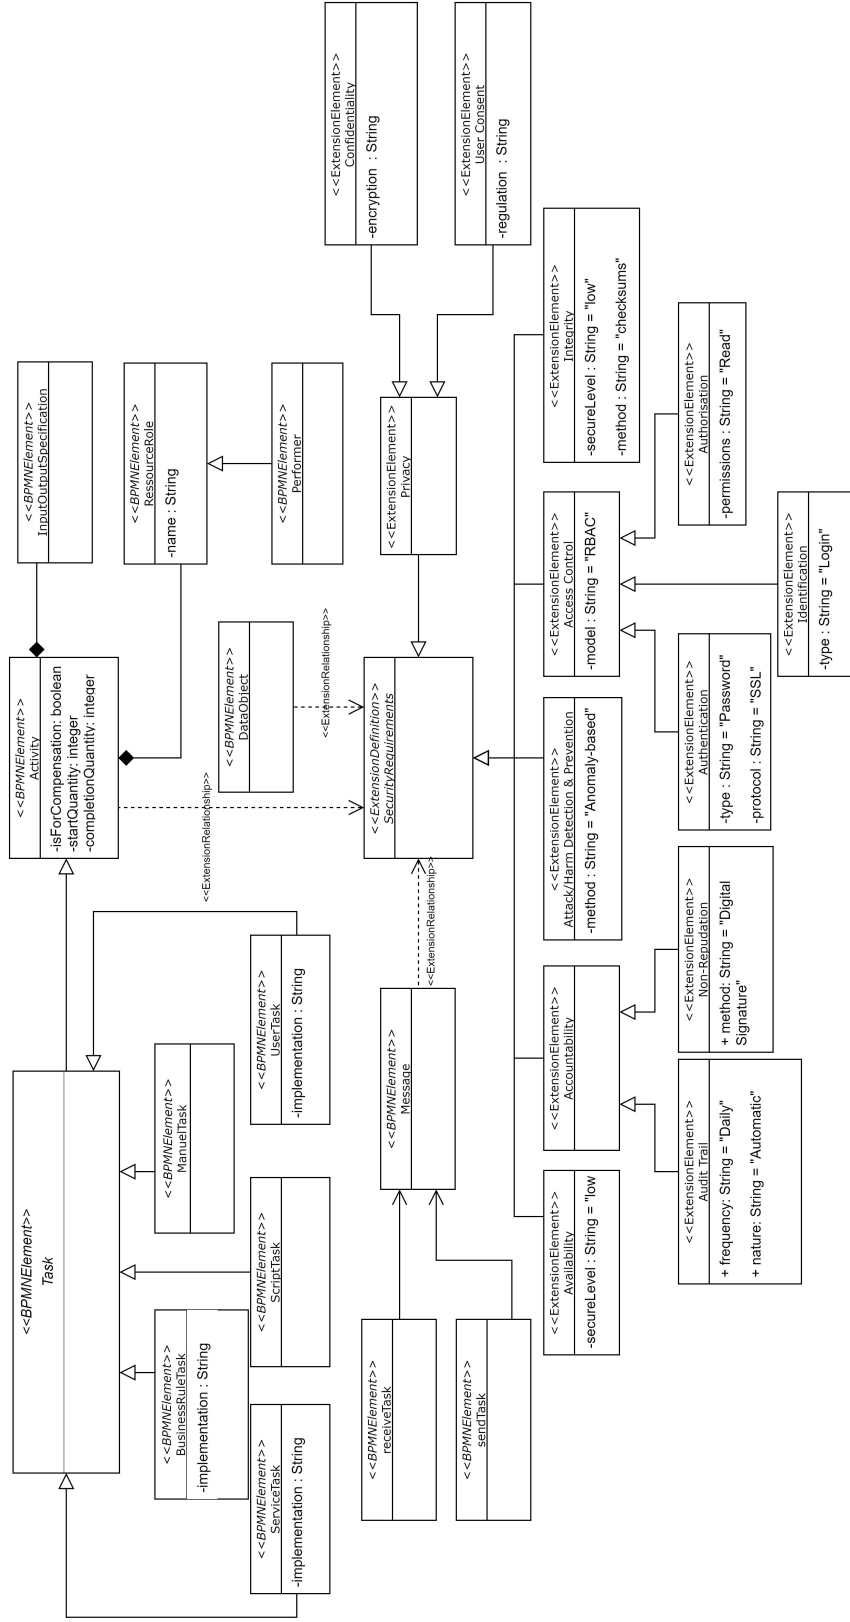 <<BPMNElement>>
Task
<<BPMNElement>>
Activity
-isForCompensation: boolean
-startQuantity: integer
-completionQuantity: integer
<<BPMNElement>>
InputOutputSpecification
<<BPMNElement>>
RessourceRole
-name : String
<<BPMNElement>>
Performer
<<BPMNElement>>
ServiceTask
-implementation : String
<<BPMNElement>>
BusinessRuleTask
-implementation : String
<<BPMNElement>>
ScriptTask
<<BPMNElement>>
ManuelTask
<<BPMNElement>>
UserTask
-implementation : String
<<ExtensionRelationship>>
<<BPMNElement>>
DataObject
<<ExtensionRelationship>>
<<BPMNElement>>
receiveTask
<<BPMNElement>>
sendTask
<<BPMNElement>>
Message
<<ExtensionRelationship>>
<<ExtensionDefinition>>
SecurityRequirements
<<ExtensionElement>>
Privacy
<<ExtensionElement>>
Confidentiality
-encryption : String
<<ExtensionElement>>
User Consent
-regulation : String
<<ExtensionElement>>
Availability
-secureLevel : String = "low
<<ExtensionElement>>
Accountability
<<ExtensionElement>>
Attack/Harm Detection & Prevention
-method : String = "Anomaly-based"
<<ExtensionElement>>
Access Control
-model : String = "RBAC"
<<ExtensionElement>>
Integrity
-secureLevel : String = "low"
-method : String = "checksums"
<<ExtensionElement>>
Audit Trail
+ frequency: String = "Daily"
+ nature: String = "Automatic"
<<ExtensionElement>>
Non-Repudation
+ method: String = "Digital
Signature"
<<ExtensionElement>>
Authentication
-type : String = "Password"
-protocol : String = "SSL"
<<ExtensionElement>>
Identification
-type : String = "Login"
<<ExtensionElement>>
Authorisation
-permissions : String = "Read"